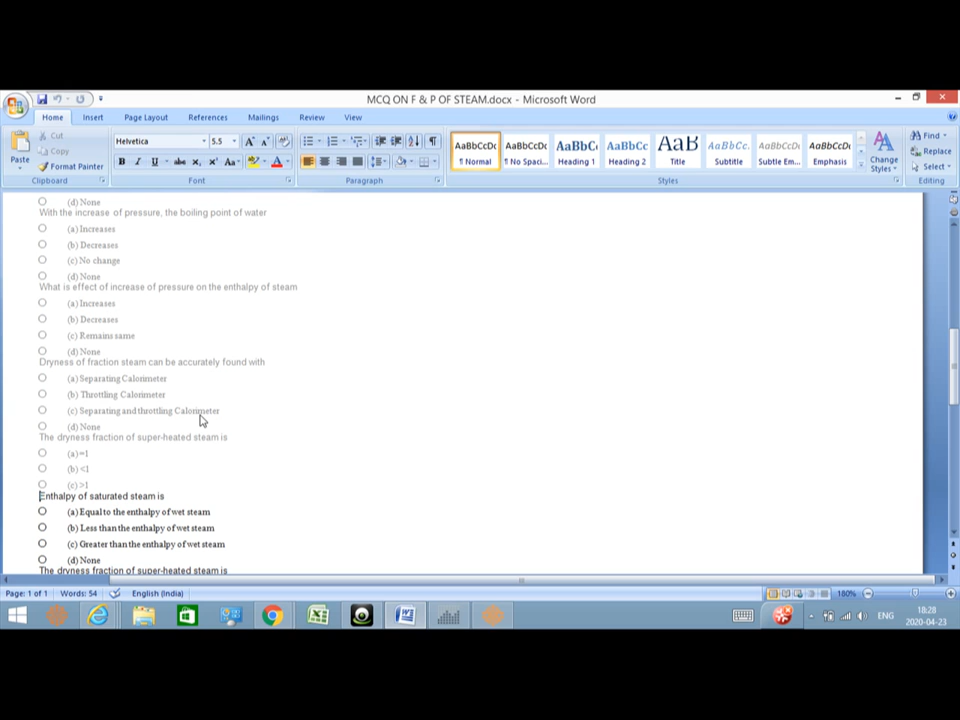 MCQ ON F & P OF STEAM.docx - Microsoft Word
Home Insert Page Layout References Mailings Review View
Paste
Cut
Copy
Format Painter
Clipboard
Helvetica 5.5
Font
Paragraph
AaBbCcDc AaBbCcDc AaBbC AaBbCc AaB AaBbCc. AaBbCcDc AaBbCcDc
¶ Normal ¶ No Spaci... Heading 1 Heading 2 Title Subtitle Subtle Em... Emphasis
Change Styles
Styles
Find
Replace
Select
Editing
(d) None
With the increase of pressure, the boiling point of water
(a) Increases
(b) Decreases
(c) No change
(d) None
What is effect of increase of pressure on the enthalpy of steam
(a) Increases
(b) Decreases
(c) Remains same
(d) None
Dryness of fraction steam can be accurately found with
(a) Separating Calorimeter
(b) Throttling Calorimeter
(c) Separating and throttling Calorimeter
(d) None
The dryness fraction of super-heated steam is
(a) =1
(b) <1
(c) >1
Enthalpy of saturated steam is
(a) Equal to the enthalpy of wet steam
(b) Less than the enthalpy of wet steam
(c) Greater than the enthalpy of wet steam
(d) None
The dryness fraction of super-heated steam is
Page: 1 of 1 Words: 54 English (India) 180%
ENG
18:28
2020-04-23